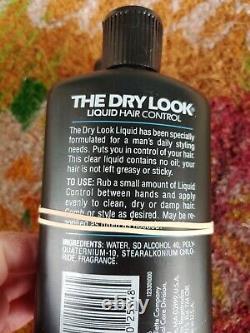 THE DRY LOOK®
LIQUID HAIR CONTROL
The Dry Look Liquid has been specially
formulated for a man's daily styling
needs. Puts you in control of your hair.
This clear liquid contains no oil; your
hair is not left greasy or sticky.
TO USE: Rub a small amount of Liquid
Control between hands and apply
evenly to clean, dry or damp hair.
Comb or style as desired. May be re-
INGREDIENTS: WATER, SD ALCOHOL 40, POLY-
QUATERNIUM-10, STEARALKONIUM CHLO-
RIDE, FRAGRANCE.
12330100
Company
Care Division
U.S.A.